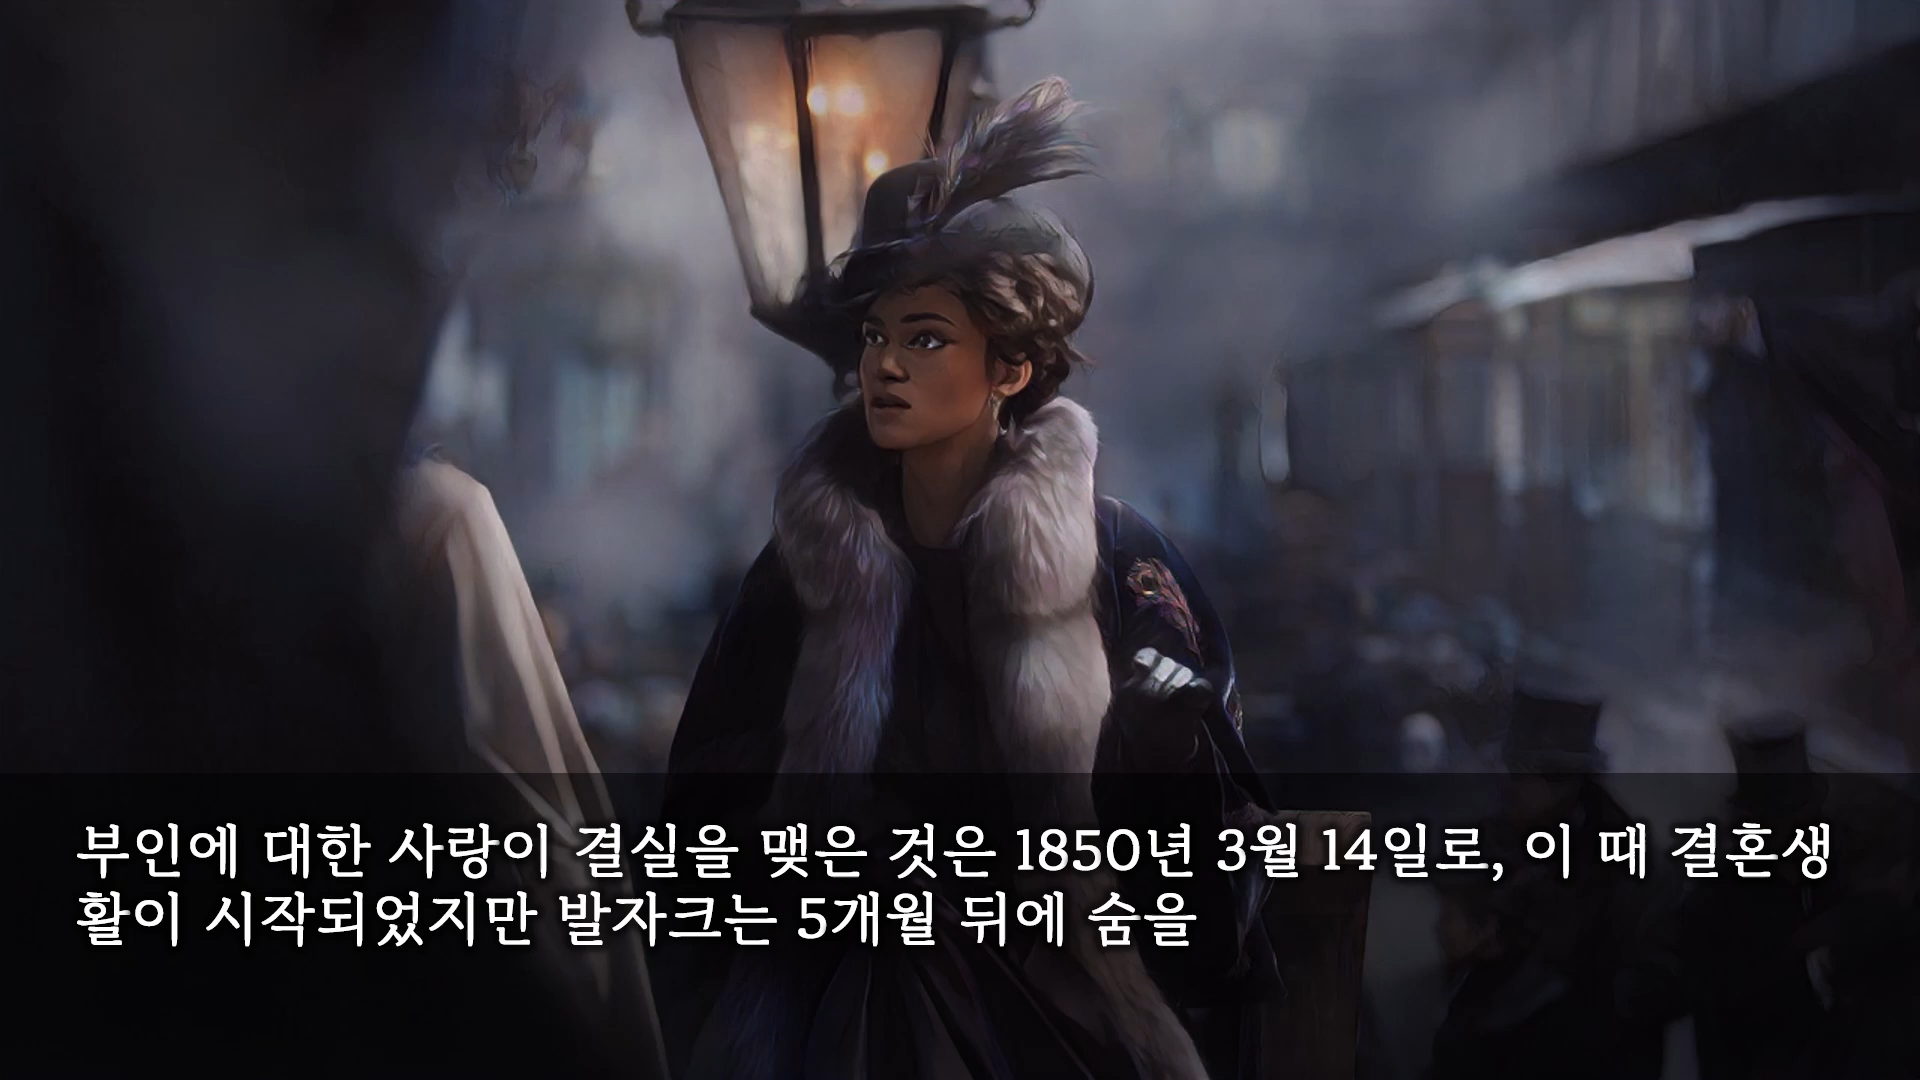 부인에 대한 사랑이 결실을 맺은 것은 1850년 3월 14일로, 이 때 결혼생
활이 시작되었지만 발자크는 5개월 뒤에 숨을